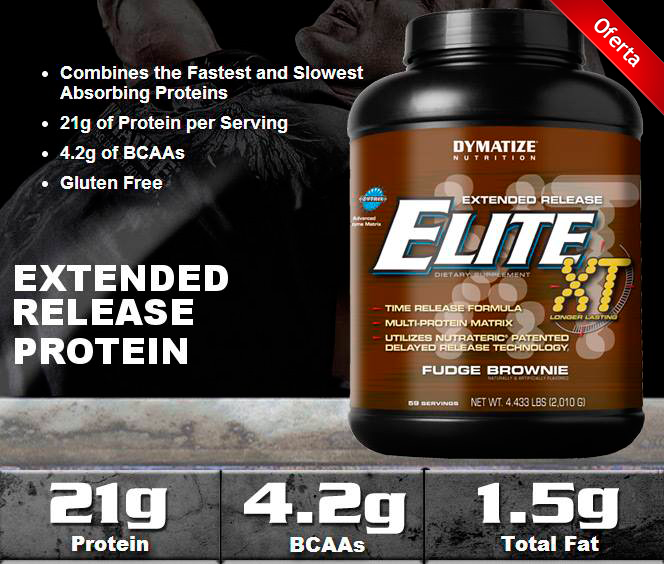 Oferta
Combines the Fastest and Slowest
Absorbing Proteins
21g of Protein per Serving
4.2g of BCAAs
Gluten Free
EXTENDED
RELEASE
PROTEIN
DYMATIZE
NUTRITION
EXTENDED RELEASE
Advanced
ELITE
XT
DIETARY SUPPLEMENT
LONGER LASTING
TIME RELEASE FORMULA
MULTI-PROTEIN MATRIX
UTILIZES NUTRATERIC® PATENTED
DELAYED RELEASE TECHNOLOGY
FUDGE BROWNIE
NATURALLY & ARTIFICIALLY FLAVORED
59 SERVINGS NET WT. 4.433 LBS (2,010 G)
21g
Protein
4.2g
BCAAs
1.5g
Total Fat